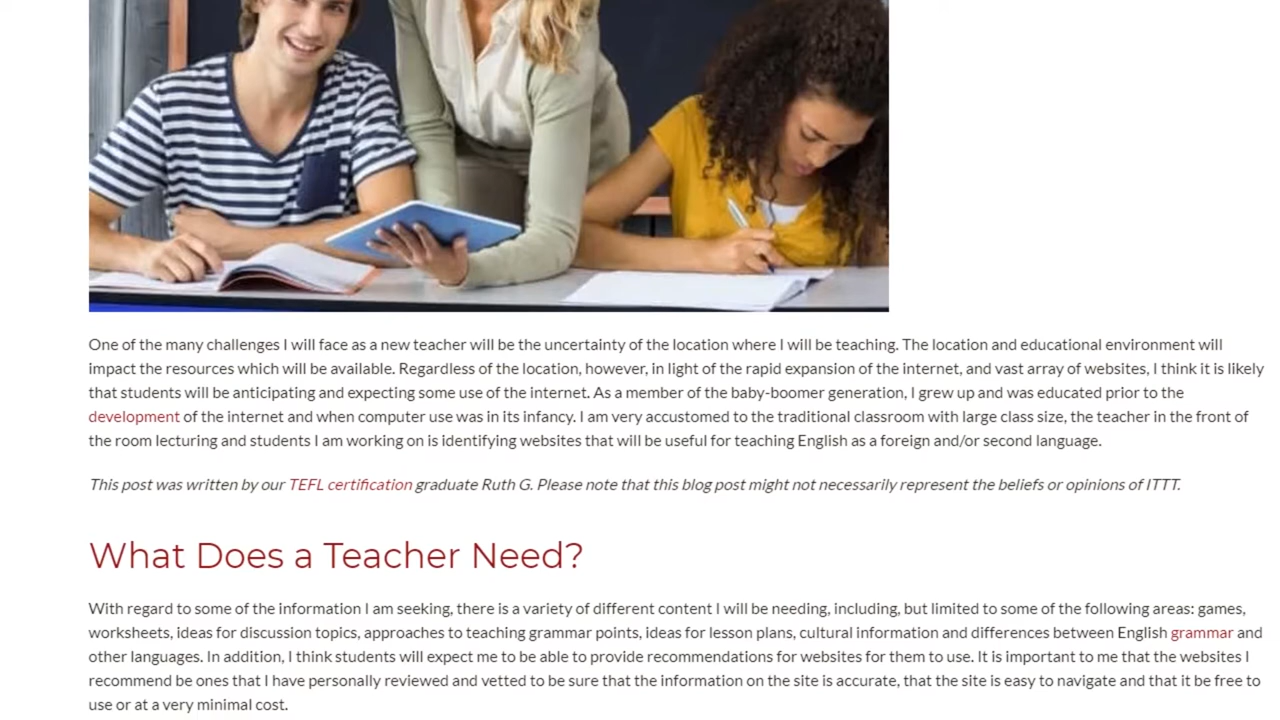 One of the many challenges I will face as a new teacher will be the uncertainty of the location where I will be teaching. The location and educational environment will
impact the resources which will be available. Regardless of the location, however, in light of the rapid expansion of the internet, and vast array of websites, I think it is likely
that students will be anticipating and expecting some use of the internet. As a member of the baby-boomer generation, I grew up and was educated prior to the
development of the internet and when computer use was in its infancy. I am very accustomed to the traditional classroom with large class size, the teacher in the front of
the room lecturing and students I am working on is identifying websites that will be useful for teaching English as a foreign and/or second language.
This post was written by our TEFL certification graduate Ruth G. Please note that this blog post might not necessarily represent the beliefs or opinions of ITTT.
What Does a Teacher Need?
With regard to some of the information I am seeking, there is a variety of different content I will be needing, including, but limited to some of the following areas: games,
worksheets, ideas for discussion topics, approaches to teaching grammar points, ideas for lesson plans, cultural information and differences between English grammar and
other languages. In addition, I think students will expect me to be able to provide recommendations for websites for them to use. It is important to me that the websites I
recommend be ones that I have personally reviewed and vetted to be sure that the information on the site is accurate, that the site is easy to navigate and that it be free to
use or at a very minimal cost.